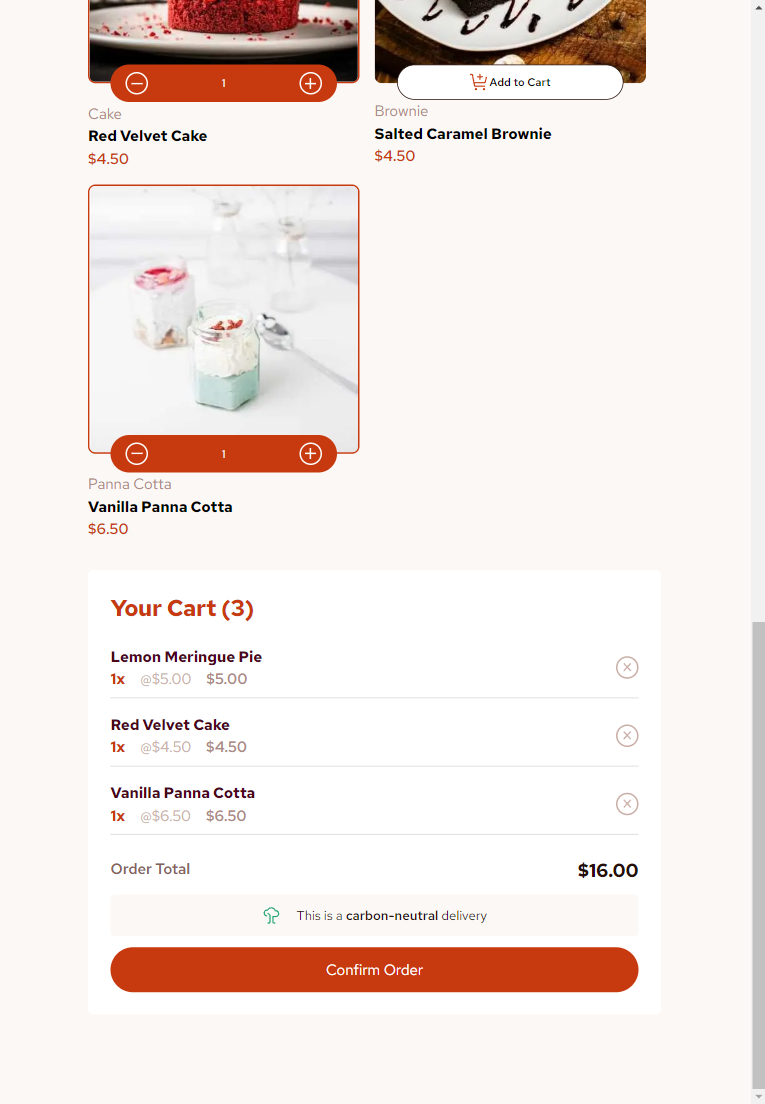 1
Add to Cart
Cake
Red Velvet Cake
$4.50
Brownie
Salted Caramel Brownie
$4.50
1
Panna Cotta
Vanilla Panna Cotta
$6.50
Your Cart (3)
Lemon Meringue Pie
1x @$5.00 $5.00
Red Velvet Cake
1x @$4.50 $4.50
Vanilla Panna Cotta
1x @$6.50 $6.50
Order Total $16.00
This is a carbon-neutral delivery
Confirm Order